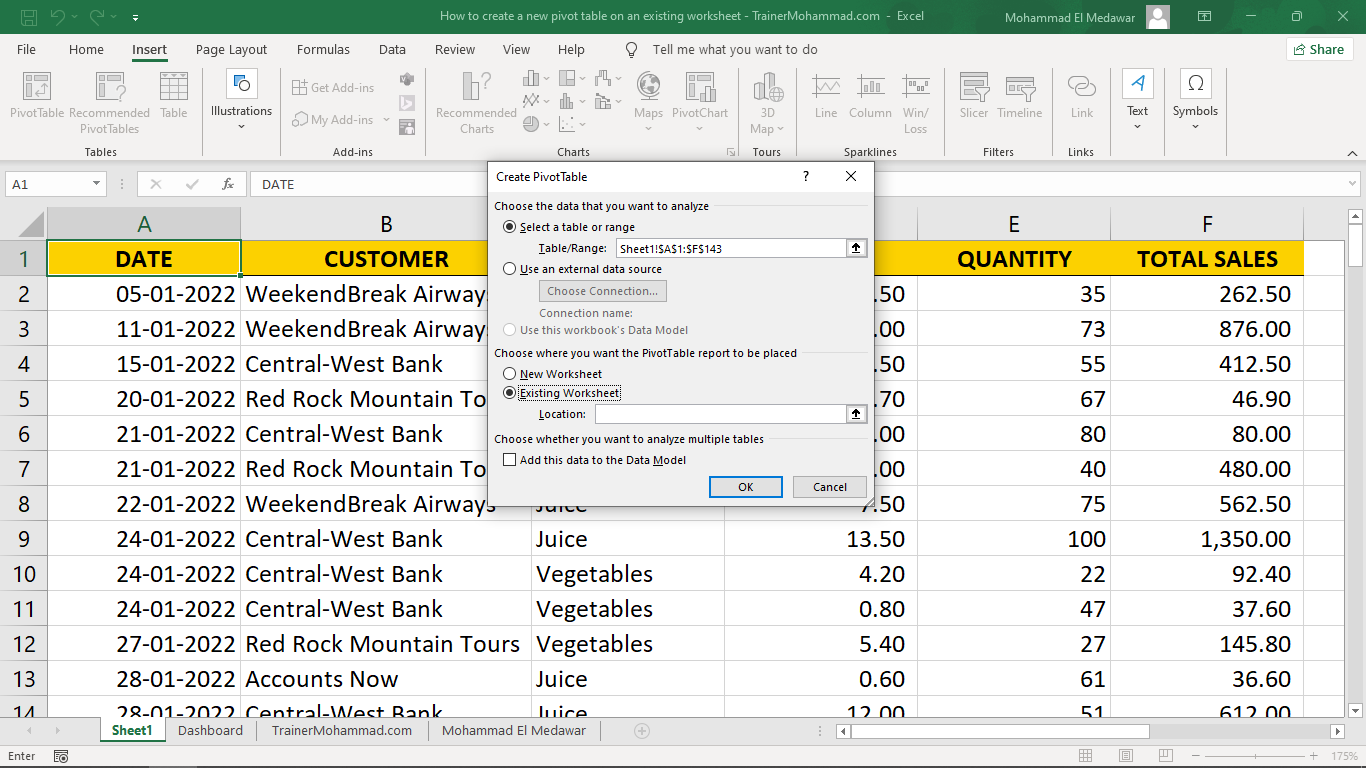 How to create a new pivot table on an existing worksheet - TrainerMohammad.com - Excel
Mohammad El Medawar
File Home Insert Page Layout Formulas Data Review View Help Tell me what you want to do
Share
PivotTable
Recommended PivotTables
Table
Tables
Illustrations
Get Add-ins
My Add-ins
Add-ins
Recommended Charts
Maps
PivotChart
Charts
3D Map
Tours
Line
Column
Win/ Loss
Sparklines
Slicer
Timeline
Filters
Link
Links
Text
Symbols
A1
fx
DATE
Create PivotTable
?
Choose the data that you want to analyze
Select a table or range
Table/Range: Sheet1!$A$1:$F$143
Use an external data source
Choose Connection...
Connection name:
Use this workbook's Data Model
Choose where you want the PivotTable report to be placed
New Worksheet
Existing Worksheet
Location:
Choose whether you want to analyze multiple tables
Add this data to the Data Model
OK
Cancel
A B E F
1 DATE CUSTOMER QUANTITY TOTAL SALES
2 05-01-2022 WeekendBreak Airways .50 35 262.50
3 11-01-2022 WeekendBreak Airways .00 73 876.00
4 15-01-2022 Central-West Bank .50 55 412.50
5 20-01-2022 Red Rock Mountain To .70 67 46.90
6 21-01-2022 Central-West Bank .00 80 80.00
7 21-01-2022 Red Rock Mountain To .00 40 480.00
8 22-01-2022 WeekendBreak Airways Juice 7.50 75 562.50
9 24-01-2022 Central-West Bank Juice 13.50 100 1,350.00
10 24-01-2022 Central-West Bank Vegetables 4.20 22 92.40
11 24-01-2022 Central-West Bank Vegetables 0.80 47 37.60
12 27-01-2022 Red Rock Mountain Tours Vegetables 5.40 27 145.80
13 28-01-2022 Accounts Now Juice 0.60 61 36.60
14 28-01-2022 Central-West Bank Juice 12.00 51 612.00
Sheet1 Dashboard TrainerMohammad.com Mohammad El Medawar
Enter
175%